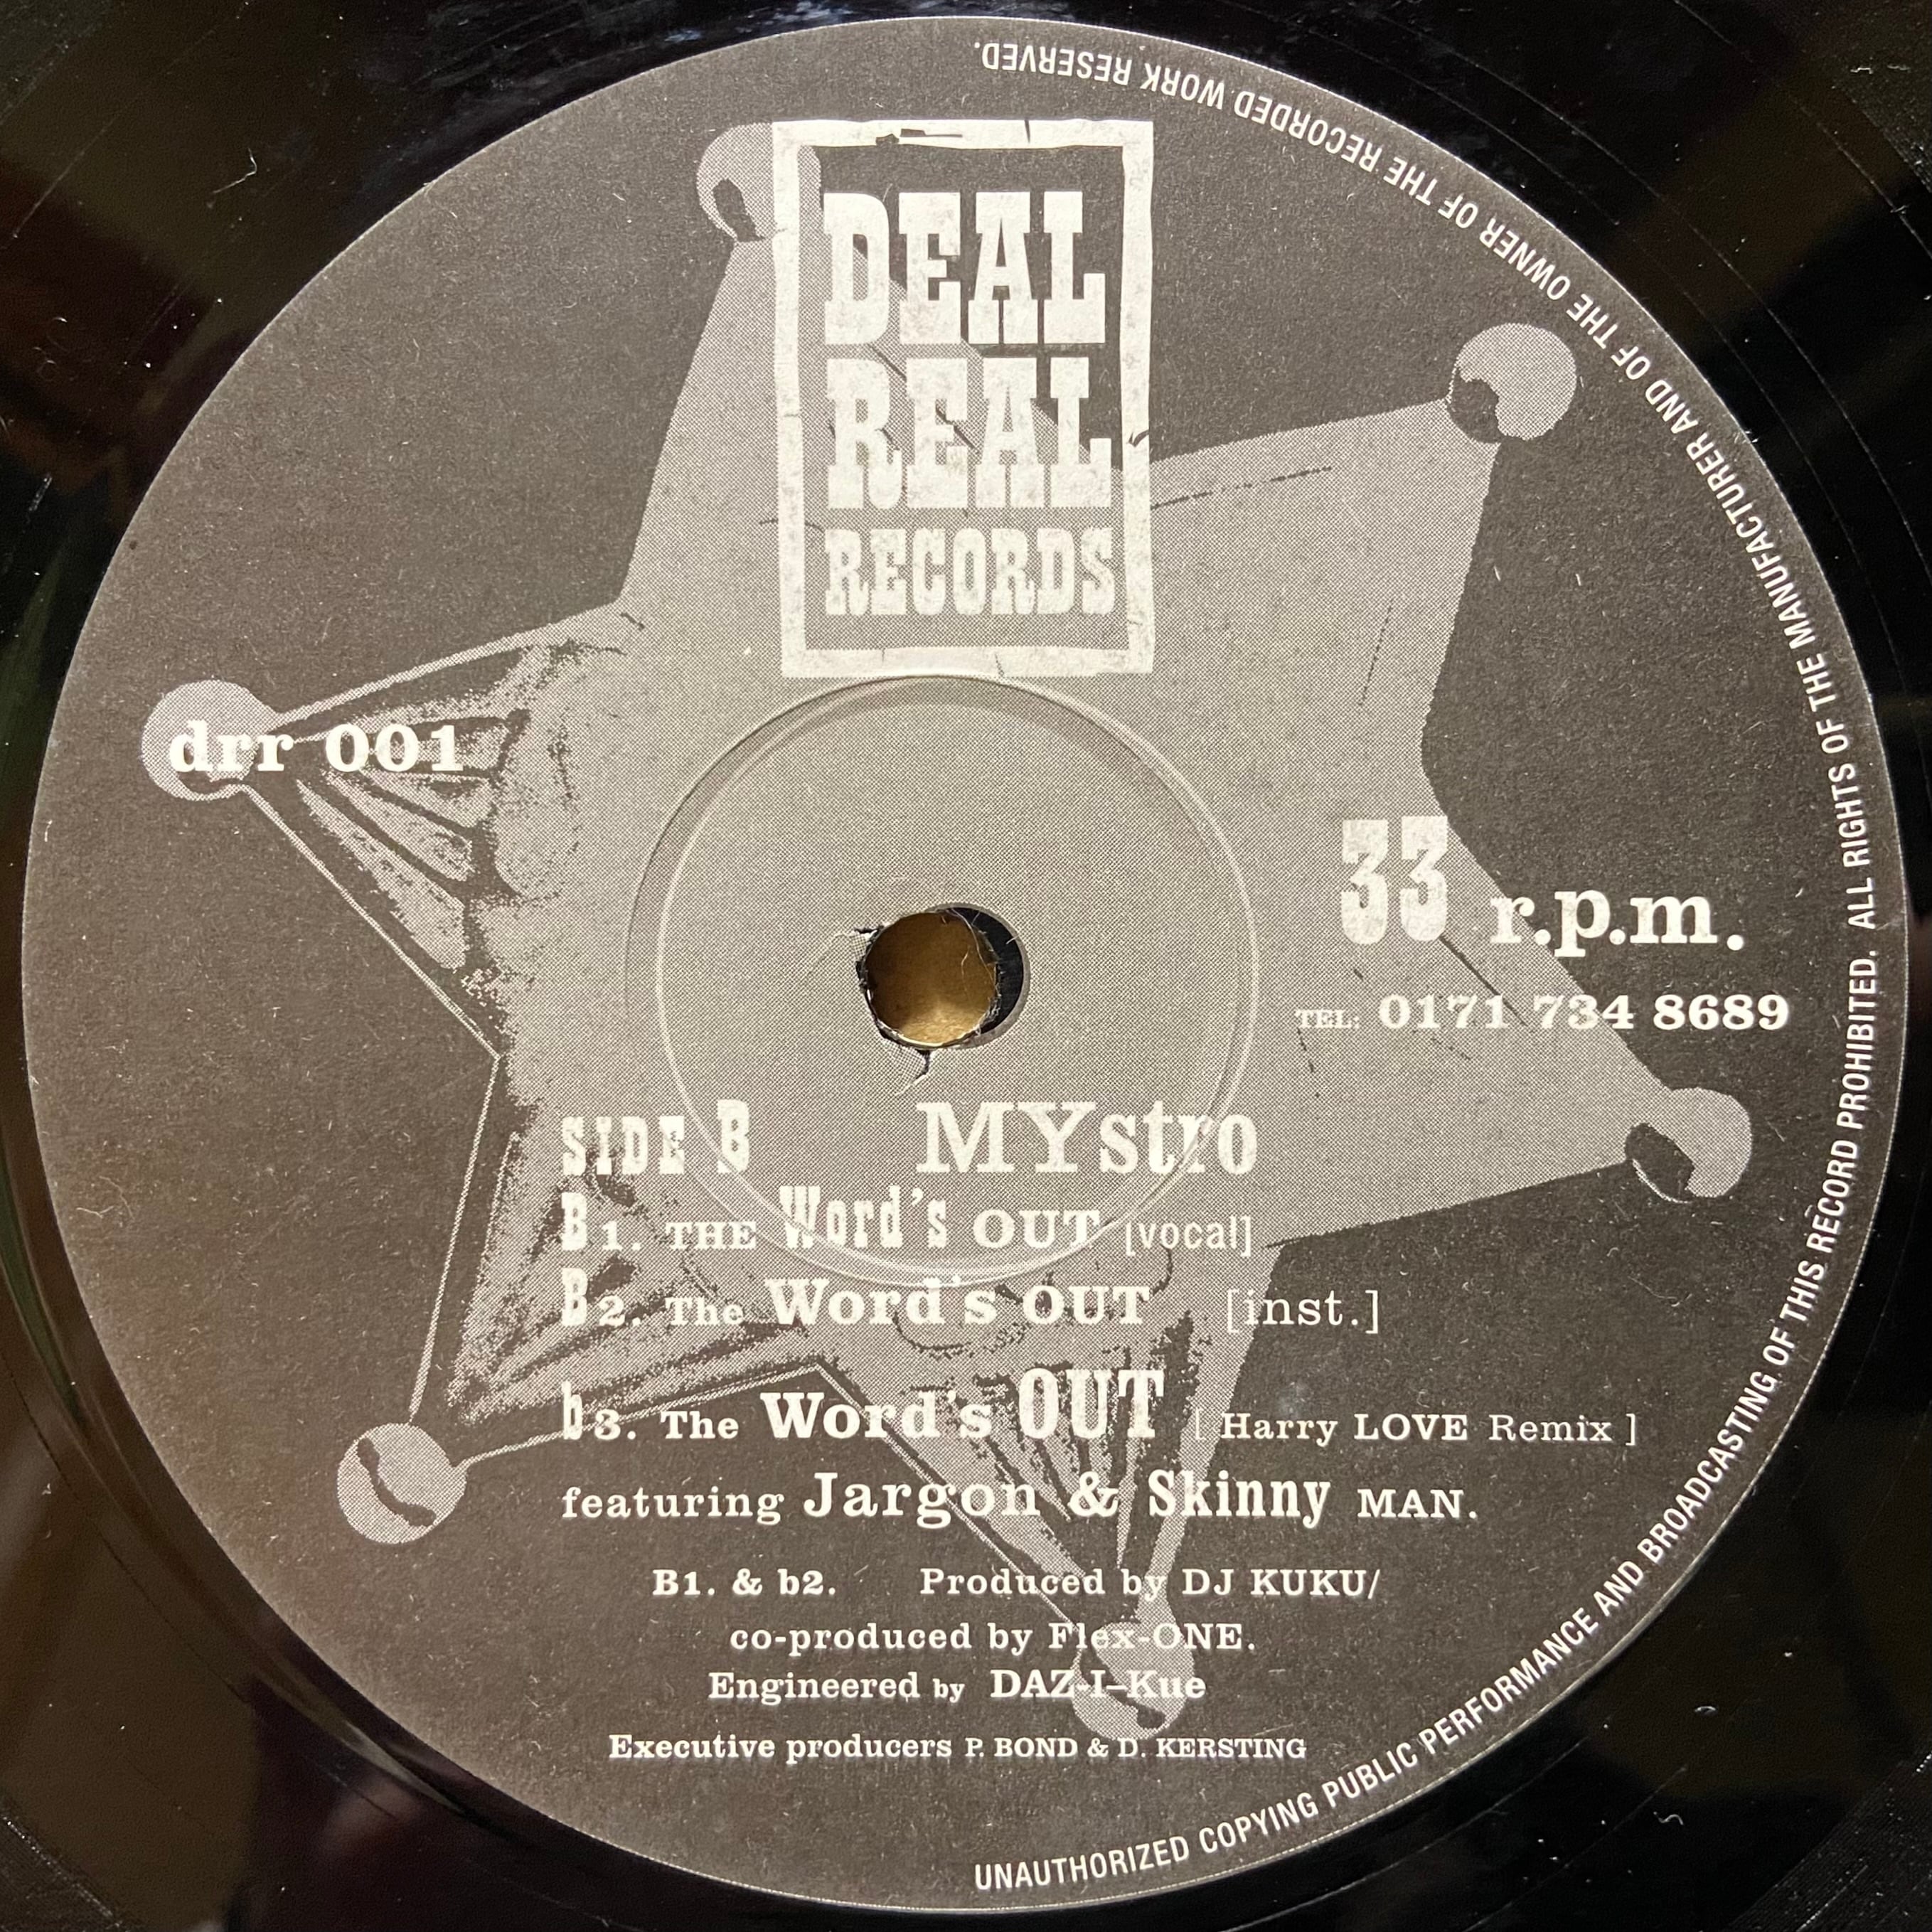 DEAL
REAL
RECORDS
drr 001
33 r.p.m.
TEL: 0171 734 8689
SIDE B MYstro
B1. THE Word's OUT [vocal]
B2. The Word's OUT [inst.]
b3. The Word's OUT [ Harry LOVE Remix ]
featuring Jargon & Skinny MAN.
B1. & b2. Produced by DJ KUKU/
co-produced by Flex-ONE.
Engineered by DAZ-I-Kue
Executive producers P. BOND & D. KERSTING
UNAUTHORIZED COPYING PUBLIC PERFORMANCE AND BROADCASTING OF THIS RECORD PROHIBITED. ALL RIGHTS OF THE MANUFACTURER AND OF THE OWNER OF THE RECORDED WORK RESERVED.